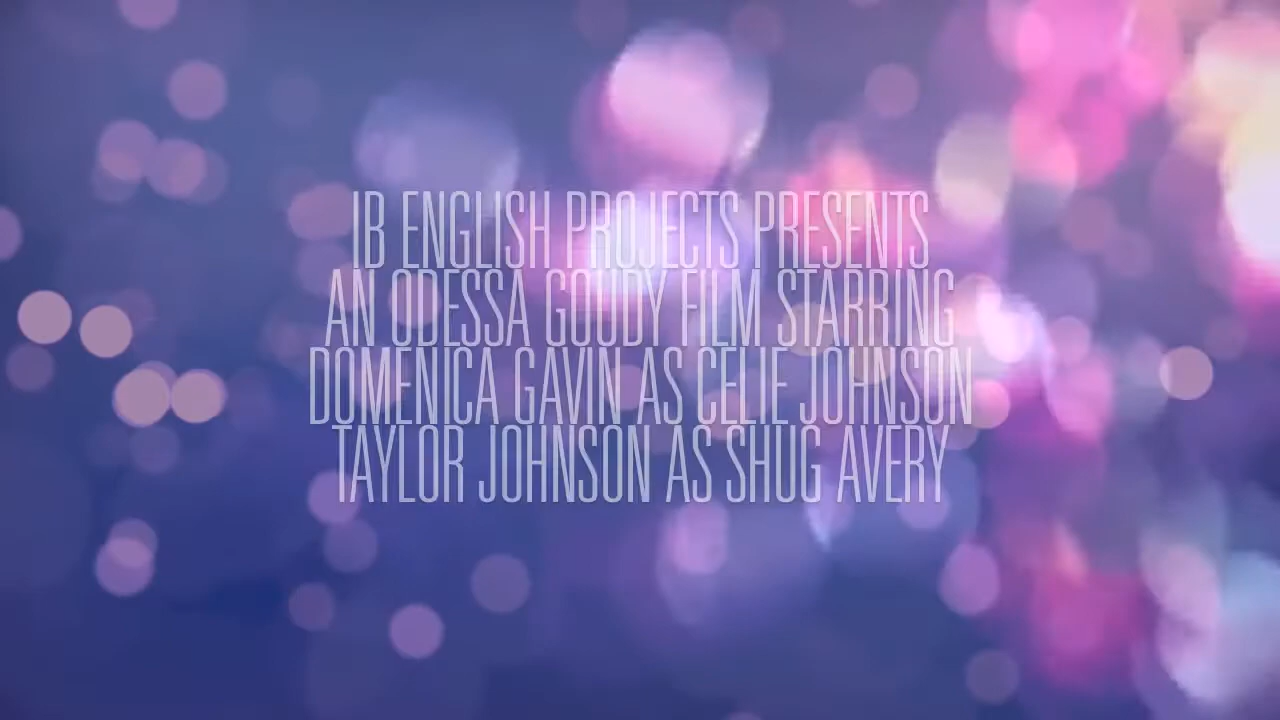 IB ENGLISH PROJECTS PRESENTS
AN ODESSA GOUDY FILM STARRING
DOMENICA GAVIN AS CELIE JOHNSON
TAYLOR JOHNSON AS SHUG AVERY